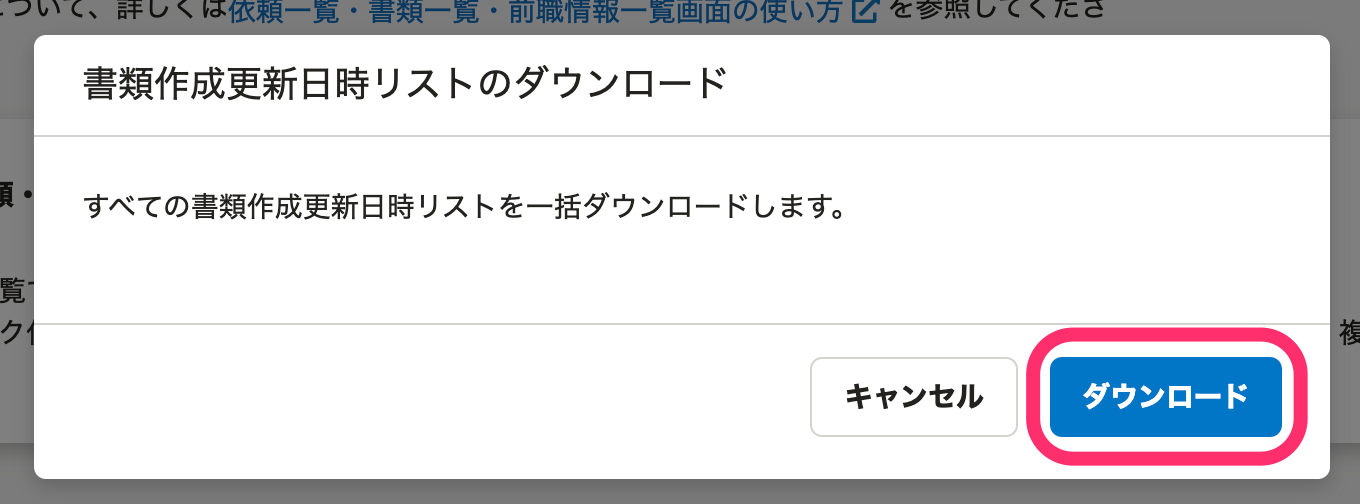 について、詳しくは依頼一覧・書類一覧・前職情報一覧画面の使い方 を参照してくださ
書類作成更新日時リストのダウンロード
すべての書類作成更新日時リストを一括ダウンロードします。
覧
ク
複
キャンセル
ダウンロード